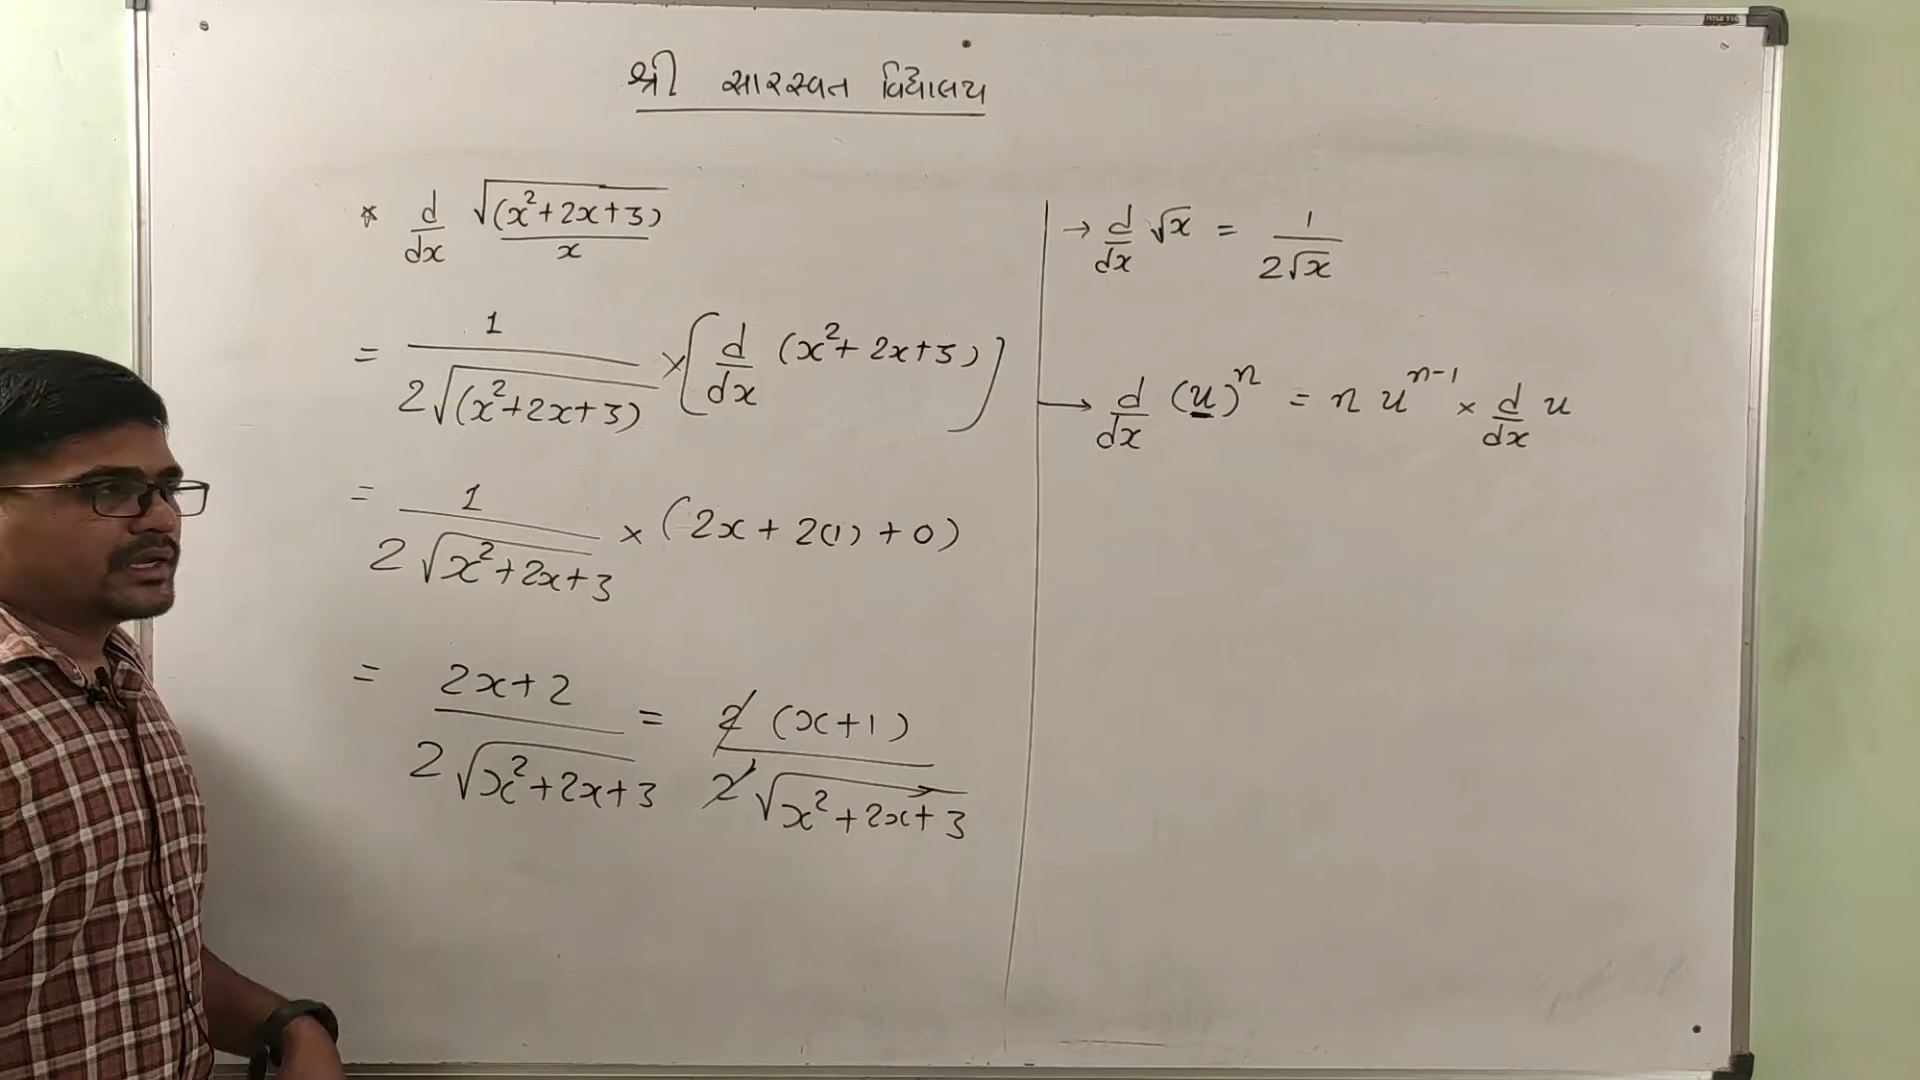 શ્રી સારસ્વત વિદ્યાલય
* d/dx √(x²+2x+3)
x
= 1/(2√(x²+2x+3)) × [d/dx (x²+2x+3)]
= 1/(2√x²+2x+3) × (2x + 2(1) + 0)
= (2x+2)/(2√x²+2x+3) = 2(x+1)/(2√x²+2x+3)
→ d/dx √x = 1/(2√x)
→ d/dx (u)ⁿ = n uⁿ⁻¹ × d/dx u